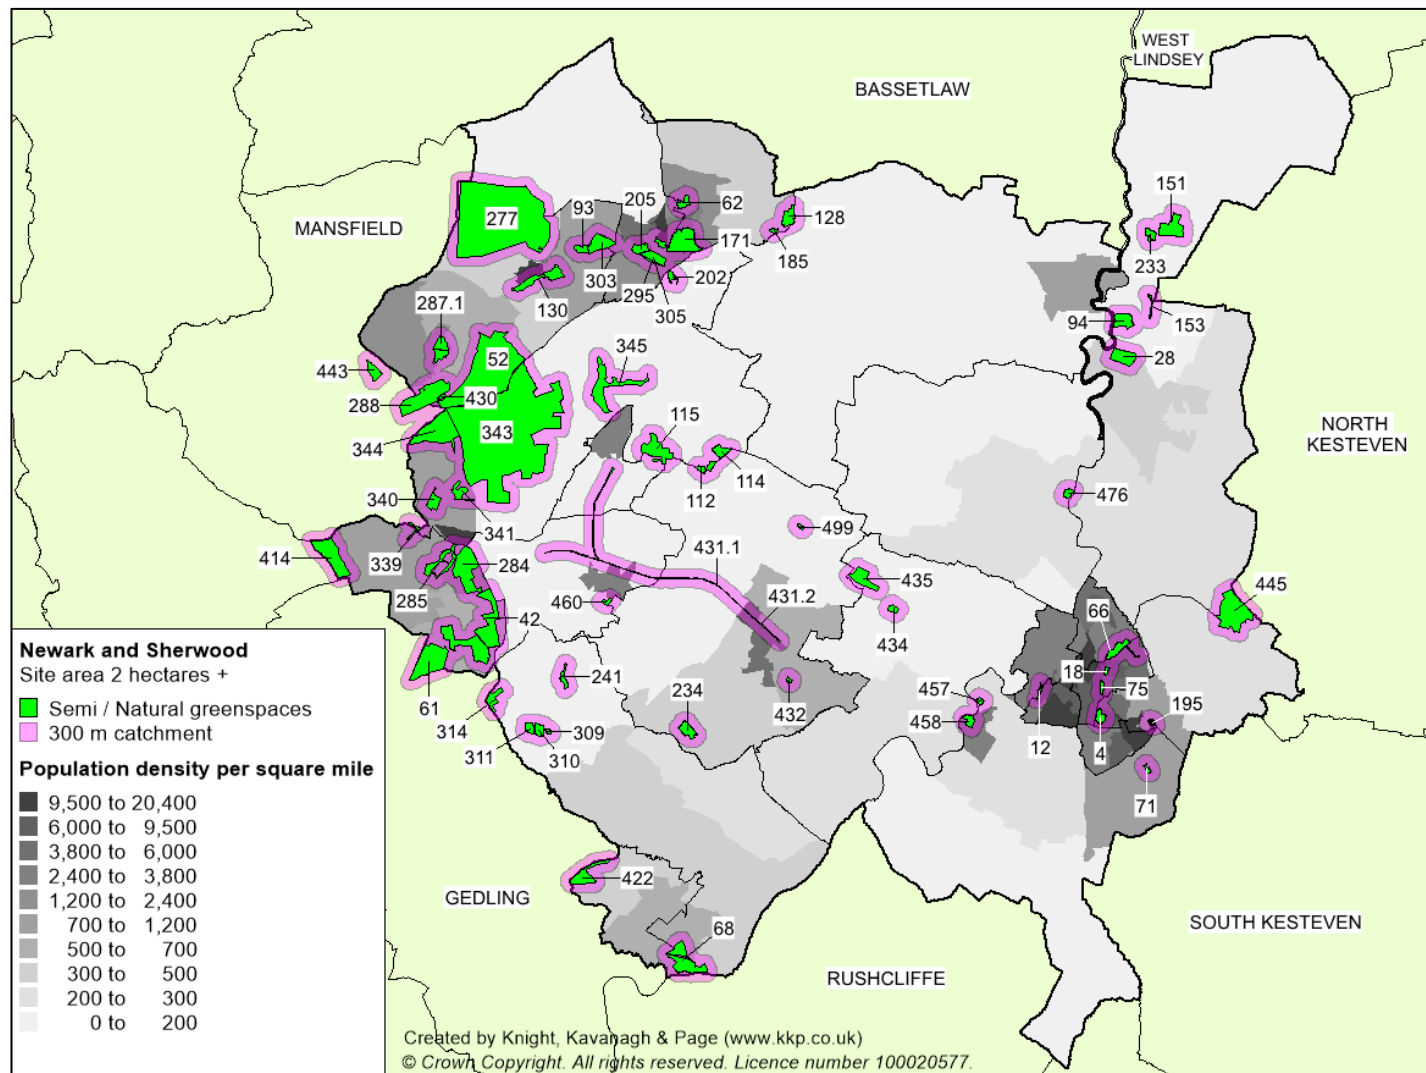 WEST
LINDSEY
BASSETLAW
151
205
62
277
93
128
MANSFIELD
171
185
233
303
202
295
130
287.1
305
94
153
52
345
28
443
430
288
115
NORTH
KESTEVEN
343
344
114
112
476
340
499
341
431.1
414
339
284
435
445
285
431.2
460
66
42
434
Newark and Sherwood
Site area 2 hectares +
18
241
75
Semi / Natural greenspaces
234
457
195
61
432
300 m catchment
314
458
309
311
12
4
310
Population density per square mile
71
9,500 to 20,400
6,000 to 9,500
3,800 to 6,000
2,400 to 3,800
1,200 to 2,400
700 to 1,200
500 to 700
300 to 500
200 to 300
0 to 200
422
GEDLING
68
SOUTH KESTEVEN
RUSHCLIFFE
Created by Knight, Kavanagh & Page (www.kkp.co.uk)
© Crown Copyright. All rights reserved. Licence number 100020577.